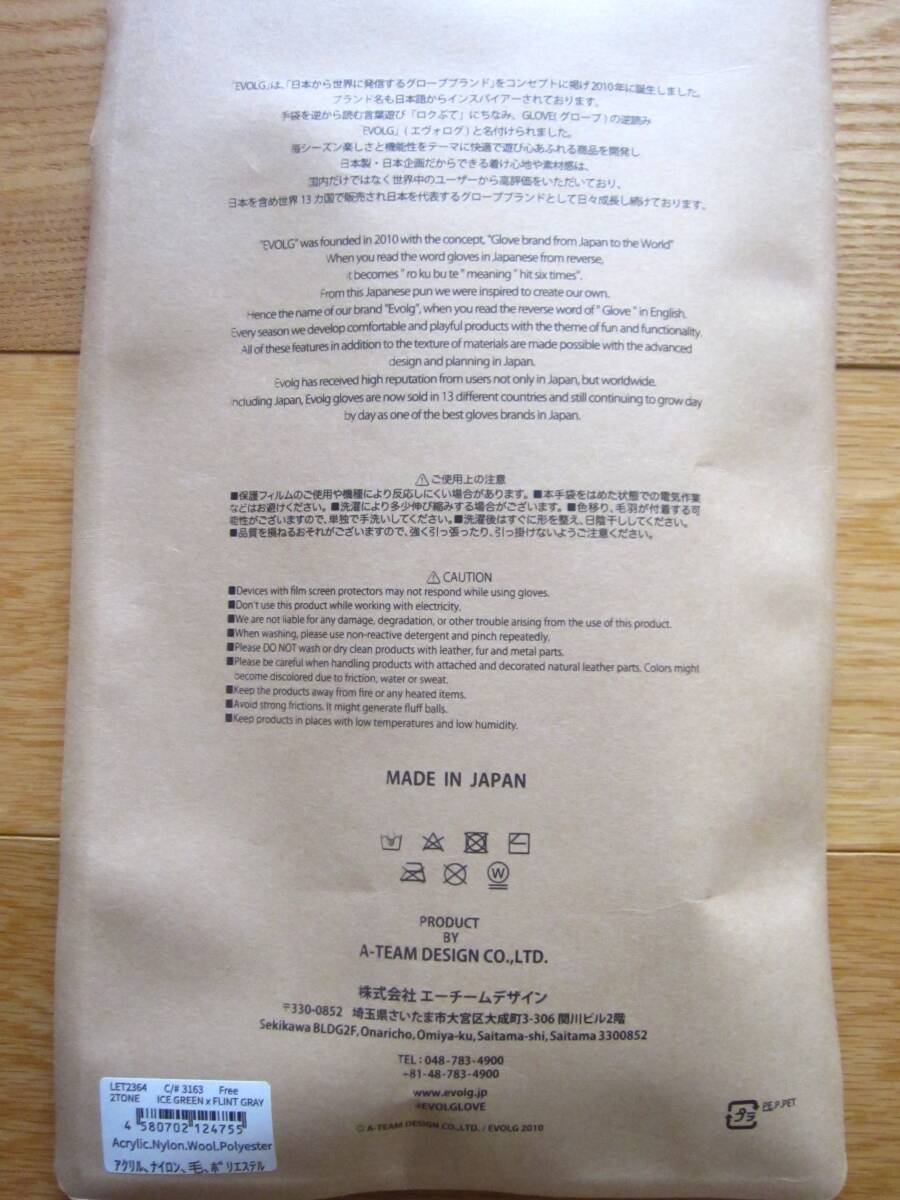 「EVOLG」は、「日本から世界に発信するグローブブランド」をコンセプトに掲げ2010年に誕生しました。
ブランド名も日本語からインスパイアーされております。
手袋を逆から読む言葉遊び「ロクぶて」にちなみ、GLOVE(グローブ)の逆読み
EVOLG」(エヴォログ)と名付けられました。
毎シーズン楽しさと機能性をテーマに快適で遊び心あふれる商品を開発し
日本製・日本企画だからできる着け心地や素材感は、
国内だけではなく世界中のユーザーから高評価をいただいており、
日本を含め世界13カ国で販売され日本を代表するグローブブランドとして日々成長し続けております。
"EVOLG" was founded in 2010 with the concept, "Glove brand from Japan to the World"
When you read the word gloves in Japanese from reverse,
it becomes " ro ku bu te " meaning " hit six times".
From this Japanese pun we were inspired to create our own.
Hence the name of our brand "Evolg", when you read the reverse word of " Glove " in English.
Every season we develop comfortable and playful products with the theme of fun and functionality.
All of these features in addition to the texture of materials are made possible with the advanced
design and planning in Japan.
Evolg has received high reputation from users not only in Japan, but worldwide.
Including Japan, Evolg gloves are now sold in 13 different countries and still continuing to grow day
by day as one of the best gloves brands in Japan.
⚠ご使用上の注意
■保護フィルムのご使用や機種により反応しにくい場合があります。■本手袋をはめた状態での電気作業
などはお避けください。■洗濯により多少伸び縮みする場合がございます。■色移り、毛羽が付着する可
能性がございますので、単独で手洗いしてください。■洗濯後はすぐに形を整え、日陰干ししてください。
■品質を損ねるおそれがございますので、強く引っ張ったり、引っ掛けないようご注意ください。
⚠CAUTION
■Devices with film screen protectors may not respond while using gloves.
■Don't use this product while working with electricity.
■We are not liable for any damage, degradation, or other trouble arising from the use of this product.
■When washing, please use non-reactive detergent and pinch repeatedly.
■Please DO NOT wash or dry clean products with leather, fur and metal parts.
■Please be careful when handling products with attached and decorated natural leather parts. Colors might
become discolored due to friction, water or sweat.
■Keep the products away from fire or any heated items.
■Avoid strong frictions. It might generate fluff balls.
■Keep products in places with low temperatures and low humidity.
MADE IN JAPAN
W
PRODUCT
BY
A-TEAM DESIGN CO.,LTD.
株式会社 エーチームデザイン
〒330-0852 埼玉県さいたま市大宮区大成町3-306 関川ビル2階
Sekikawa BLDG2F, Onaricho, Omiya-ku, Saitama-shi, Saitama 3300852
TEL : 048-783-4900
+81-48-783-4900
www.evolg.jp
#EVOLGLOVE
© A-TEAM DESIGN CO.,LTD. / EVOLG 2010
LET2364 C/# 3163 Free
2TONE ICE GREEN x FLINT GRAY
4 580702 124755
Acrylic.Nylon.Wool.Polyester
アクリル、ナイロン、毛、ポリエステル
プラ PE,P,PET